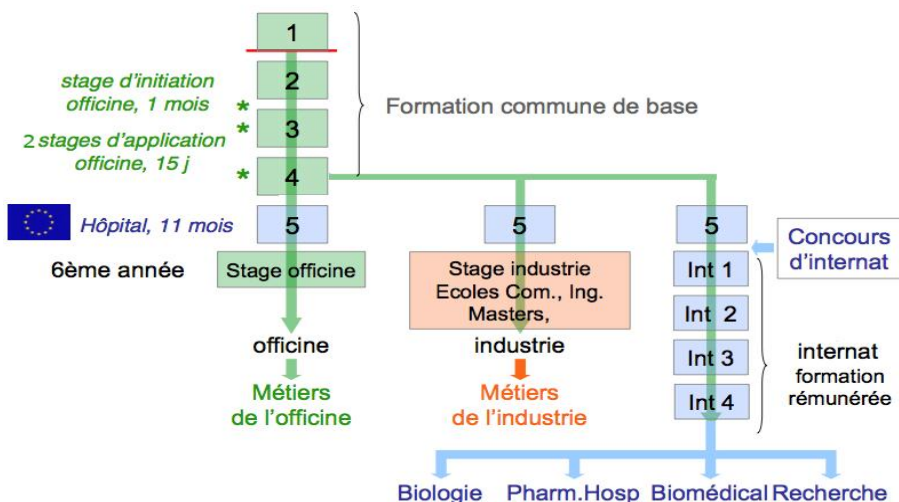 1
2
stage d'initiation
officine, 1 mois *
* 3
2 stages d'application
officine, 15 j
* 4
Formation commune de base
Hôpital, 11 mois 5
5
5
Concours
d'internat
6ème année
Stage officine
Stage industrie
Ecoles Com., Ing.
Masters,
Int 1
Int 2
Int 3
Int 4
internat
formation
rémunérée
officine
industrie
Métiers
de l'officine
Métiers
de l'industrie
Biologie Pharm.Hosp Biomédical Recherche